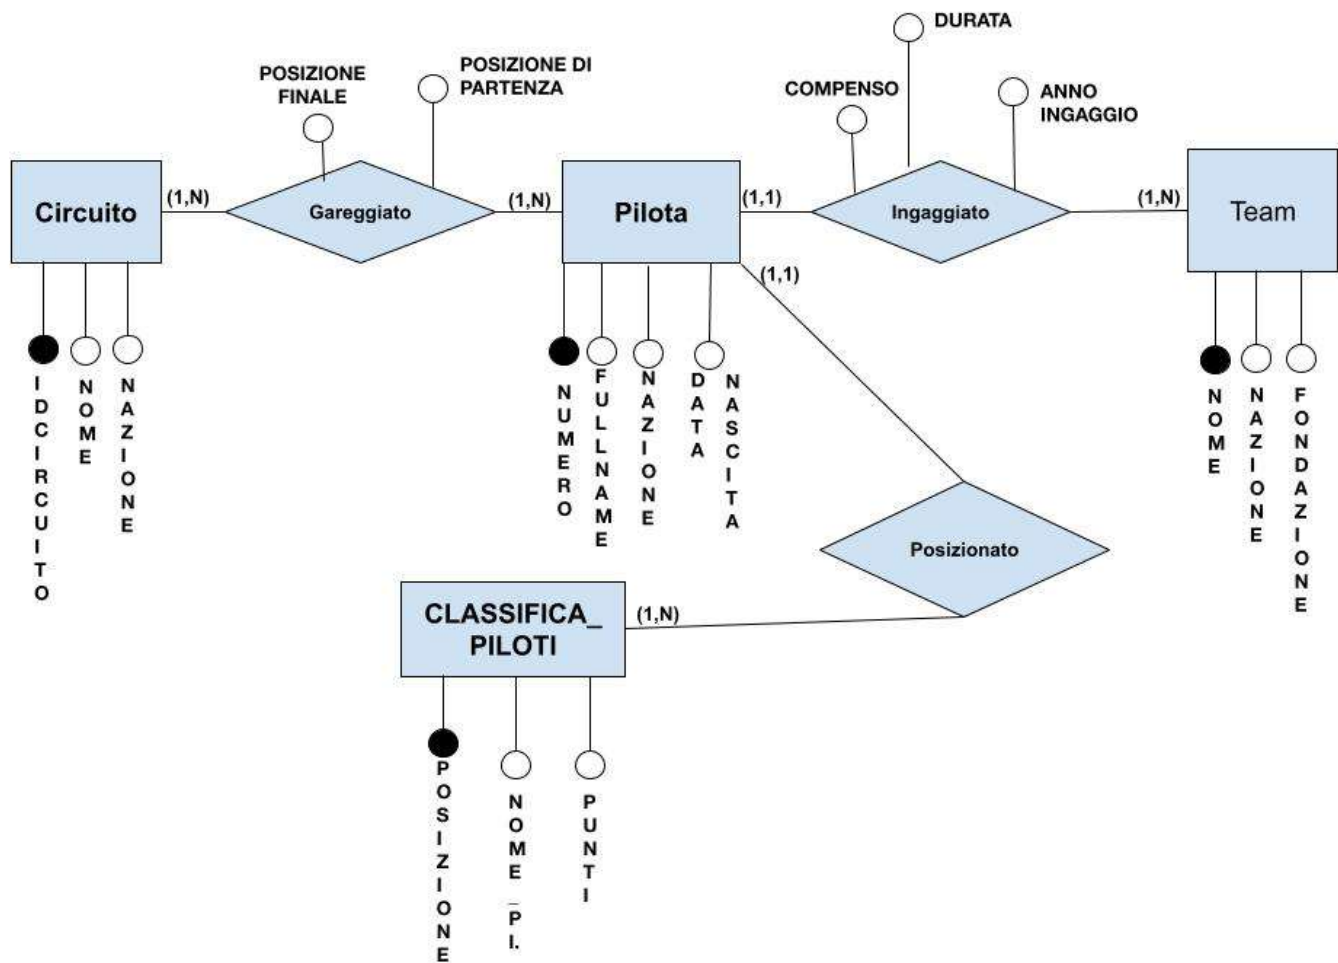 DURATA
POSIZIONE
FINALE
POSIZIONE DI
PARTENZA
COMPENSO
ANNO
INGAGGIO
Circuito
(1,N)
Gareggiato
(1,N)
Pilota
(1,1)
Ingaggiato
(1,N)
Team
(1,1)
IDCIRCUITO
NOME
NAZIONE
NUMERO
FULLNAME
NAZIONE
DATA
NASCITA
NOME
NAZIONE
FONDAZIONE
Posizionato
CLASSIFICA_
PILOTI
(1,N)
POSIZIONE
NOME_PI.
PUNTI